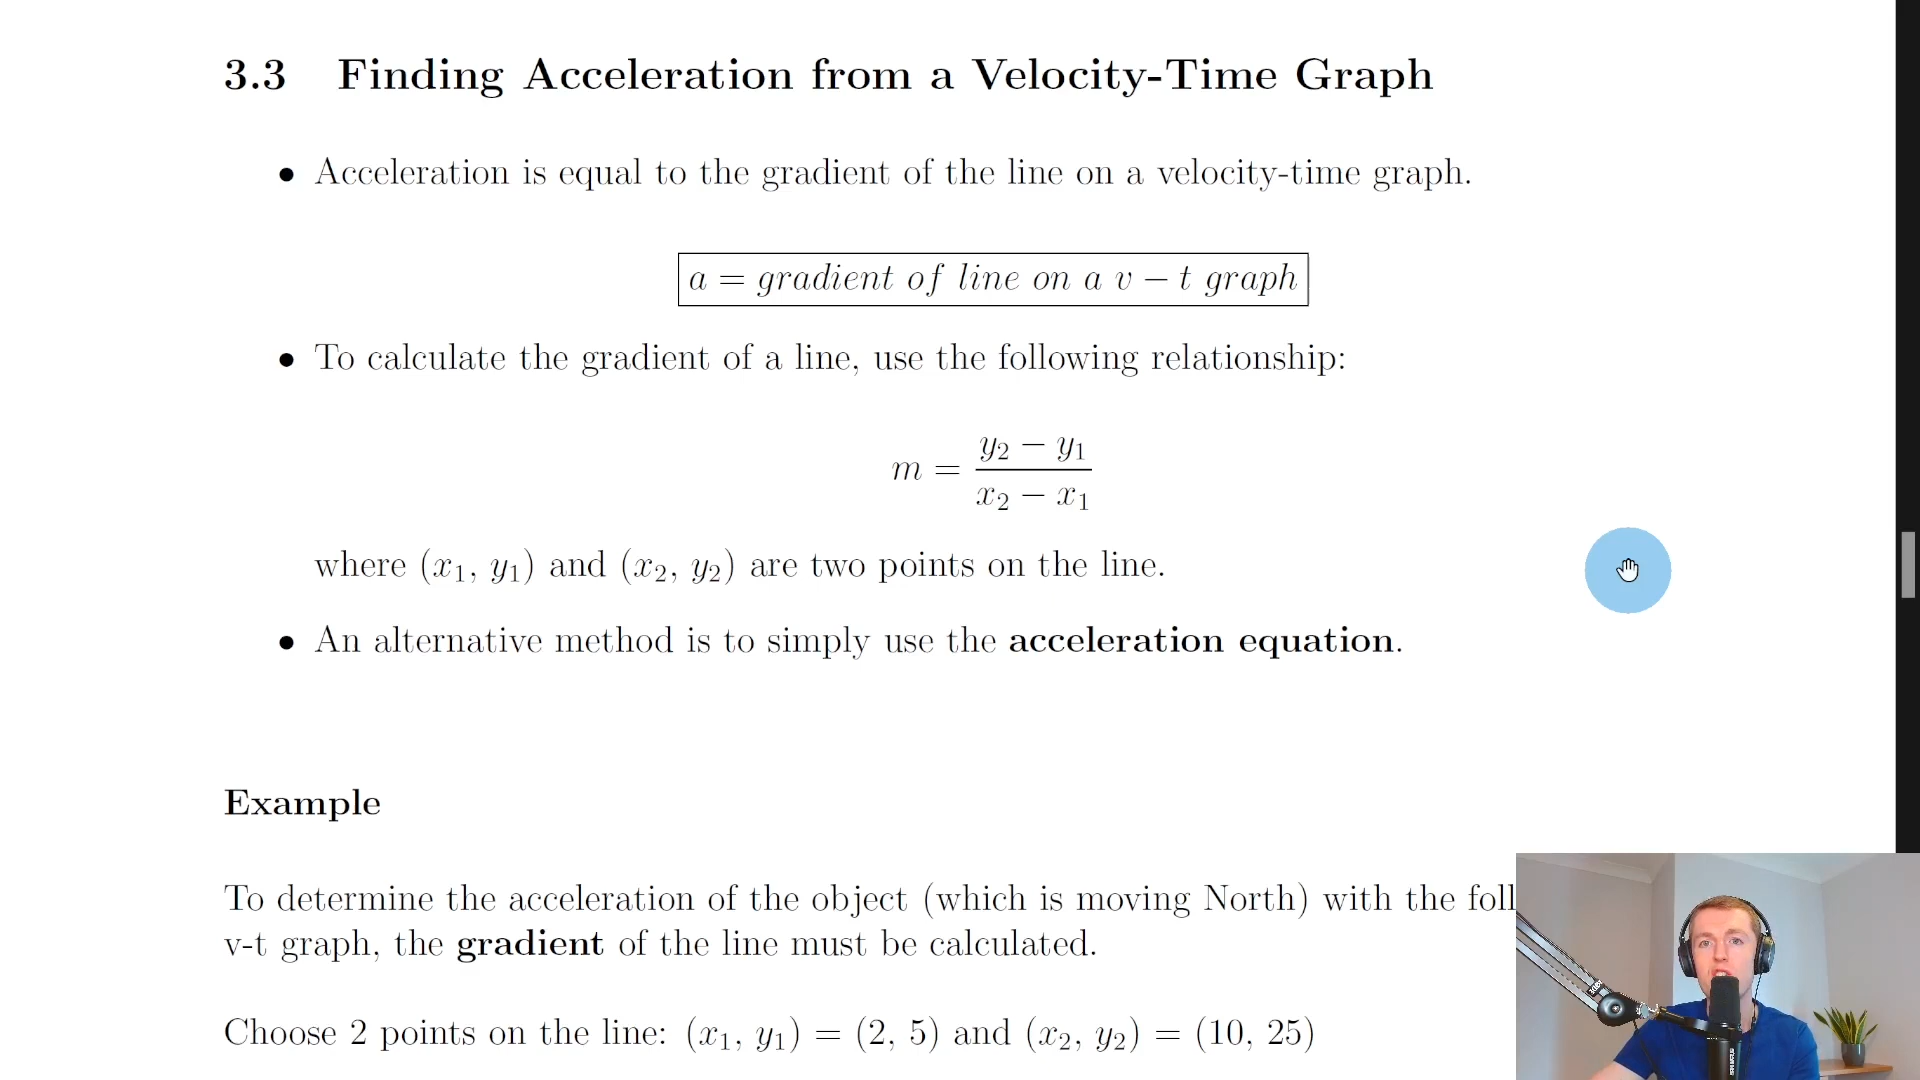 3.3 Finding Acceleration from a Velocity-Time Graph
• Acceleration is equal to the gradient of the line on a velocity-time graph.
a = gradient of line on a v − t graph
• To calculate the gradient of a line, use the following relationship:
m = (y₂ − y₁) / (x₂ − x₁)
where (x₁, y₁) and (x₂, y₂) are two points on the line.
• An alternative method is to simply use the acceleration equation.
Example
To determine the acceleration of the object (which is moving North) with the foll
v-t graph, the gradient of the line must be calculated.
Choose 2 points on the line: (x₁, y₁) = (2, 5) and (x₂, y₂) = (10, 25)